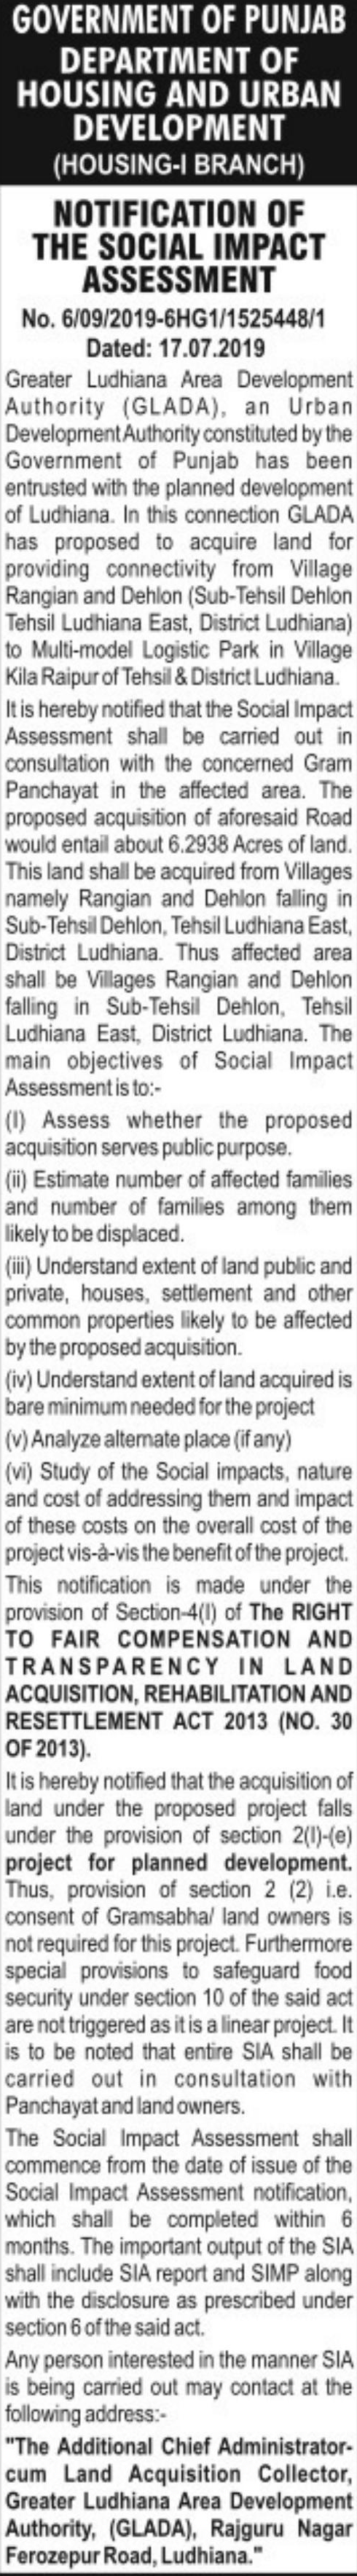 GOVERNMENT OF PUNJAB
DEPARTMENT OF
HOUSING AND URBAN
DEVELOPMENT
(HOUSING-I BRANCH)
NOTIFICATION OF
THE SOCIAL IMPACT
ASSESSMENT
No. 6/09/2019-6HG1/1525448/1
Dated: 17.07.2019
Greater Ludhiana Area Development
Authority (GLADA), an Urban
Development Authority constituted by the
Government of Punjab has been
entrusted with the planned development
of Ludhiana. In this connection GLADA
has proposed to acquire land for
providing connectivity from Village
Rangian and Dehlon (Sub-Tehsil Dehlon
Tehsil Ludhiana East, District Ludhiana)
to Multi-model Logistic Park in Village
Kila Raipur of Tehsil & District Ludhiana.
It is hereby notified that the Social Impact
Assessment shall be carried out in
consultation with the concerned Gram
Panchayat in the affected area. The
proposed acquisition of aforesaid Road
would entail about 6.2938 Acres of land.
This land shall be acquired from Villages
namely Rangian and Dehlon falling in
Sub-Tehsil Dehlon, Tehsil Ludhiana East,
District Ludhiana. Thus affected area
shall be Villages Rangian and Dehlon
falling in Sub-Tehsil Dehlon, Tehsil
Ludhiana East, District Ludhiana. The
main objectives of Social Impact
Assessment is to:-
(I) Assess whether the proposed
acquisition serves public purpose.
(ii) Estimate number of affected families
and number of families among them
likely to be displaced.
(iii) Understand extent of land public and
private, houses, settlement and other
common properties likely to be affected
by the proposed acquisition.
(iv) Understand extent of land acquired is
bare minimum needed for the project
(v) Analyze alternate place (if any)
(vi) Study of the Social impacts, nature
and cost of addressing them and impact
of these costs on the overall cost of the
project vis-à-vis the benefit of the project.
This notification is made under the
provision of Section-4(I) of The RIGHT
TO FAIR COMPENSATION AND
TRANSPARENCY IN LAND
ACQUISITION, REHABILITATION AND
RESETTLEMENT ACT 2013 (NO. 30
OF 2013).
It is hereby notified that the acquisition of
land under the proposed project falls
under the provision of section 2(I)-(e)
project for planned development.
Thus, provision of section 2 (2) i.e.
consent of Gramsabha/ land owners is
not required for this project. Furthermore
special provisions to safeguard food
security under section 10 of the said act
are not triggered as it is a linear project. It
is to be noted that entire SIA shall be
carried out in consultation with
Panchayat and land owners.
The Social Impact Assessment shall
commence from the date of issue of the
Social Impact Assessment notification,
which shall be completed within 6
months. The important output of the SIA
shall include SIA report and SIMP along
with the disclosure as prescribed under
section 6 of the said act.
Any person interested in the manner SIA
is being carried out may contact at the
following address:-
"The Additional Chief Administrator-
cum Land Acquisition Collector,
Greater Ludhiana Area Development
Authority, (GLADA), Rajguru Nagar
Ferozepur Road, Ludhiana."